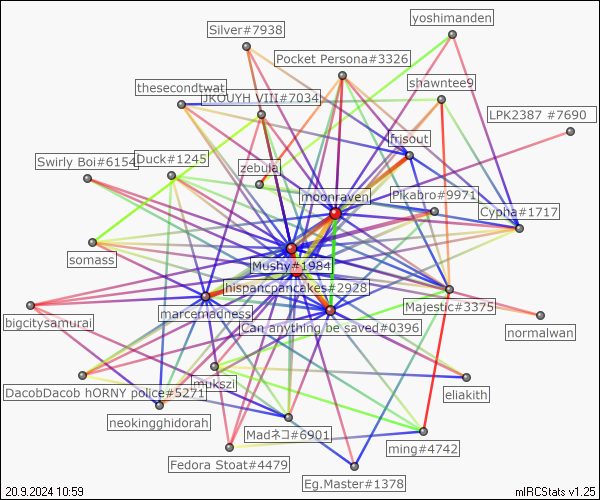 yoshimanden
Silver#7938
Pocket Persona#3326
shawntee9
thesecondtwat
JKOUYH VIII#7034
LPK2387 #7690
frjsout
Swirly Boi#6154
Duck#1245
zebula
moonraven
Pikabro#9971
Cypha#1717
somass
Mushy#1984
hispancpancakes#2928
Majestic#3375
marcemadness
bigcitysamurai
Can anything be saved#0396
normalwan
mukszi
DacobDacob hORNY police#5271
eliakith
neokingghidorah
Madネコ#6901
ming#4742
Fedora Stoat#4479
Eg.Master#1378
20.9.2024 10:59
mIRCStats v1.25